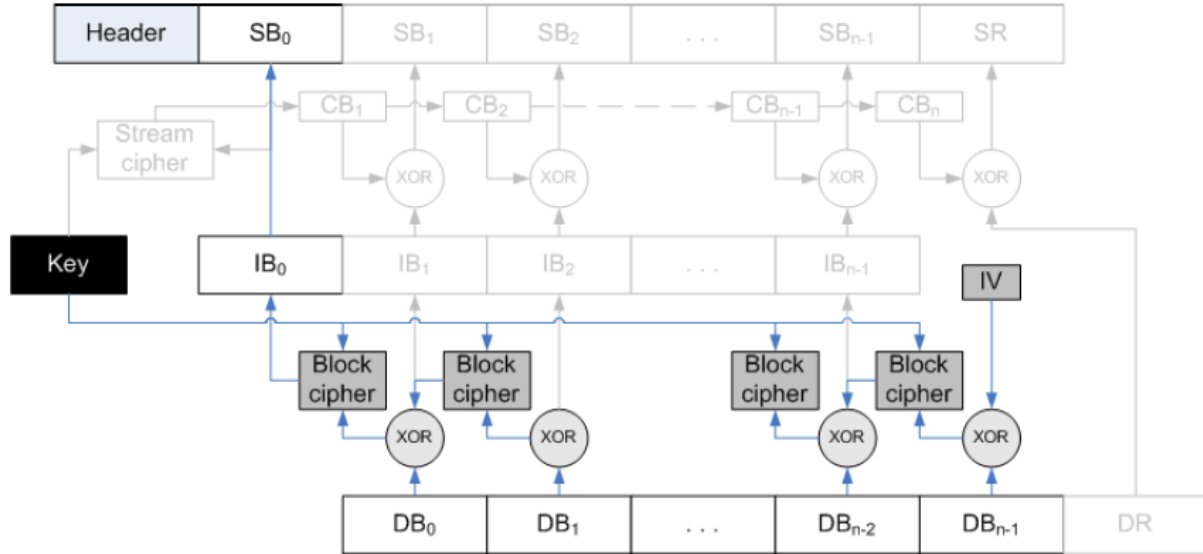 Header SB₀ SB₁ SB₂ . . . SBₙ₋₁ SR
CB₁ CB₂ CBₙ₋₁ CBₙ
Stream
cipher
XOR XOR XOR XOR
Key IB₀ IB₁ IB₂ . . . IBₙ₋₁
IV
Block Block Block Block
cipher cipher cipher cipher
XOR XOR XOR XOR
DB₀ DB₁ . . . DBₙ₋₂ DBₙ₋₁ DR